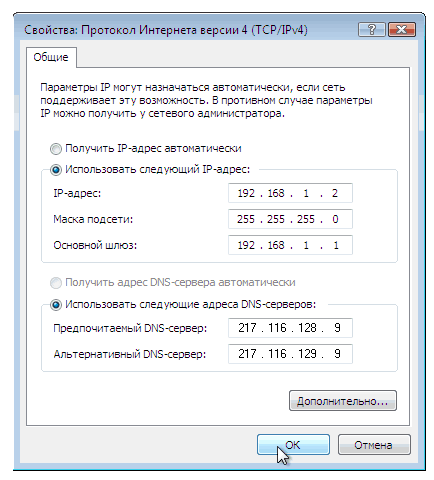 Свойства: Протокол Интернета версии 4 (TCP/IPv4)
Общие
Параметры IP могут назначаться автоматически, если сеть
поддерживает эту возможность. В противном случае параметры
IP можно получить у сетевого администратора.
Получить IP-адрес автоматически
Использовать следующий IP-адрес:
IP-адрес: 192 . 168 . 1 . 2
Маска подсети: 255 . 255 . 255 . 0
Основной шлюз: 192 . 168 . 1 . 1
Получить адрес DNS-сервера автоматически
Использовать следующие адреса DNS-серверов:
Предпочитаемый DNS-сервер: 217 . 116 . 128 . 9
Альтернативный DNS-сервер: 217 . 116 . 129 . 9
Дополнительно...
OK Отмена